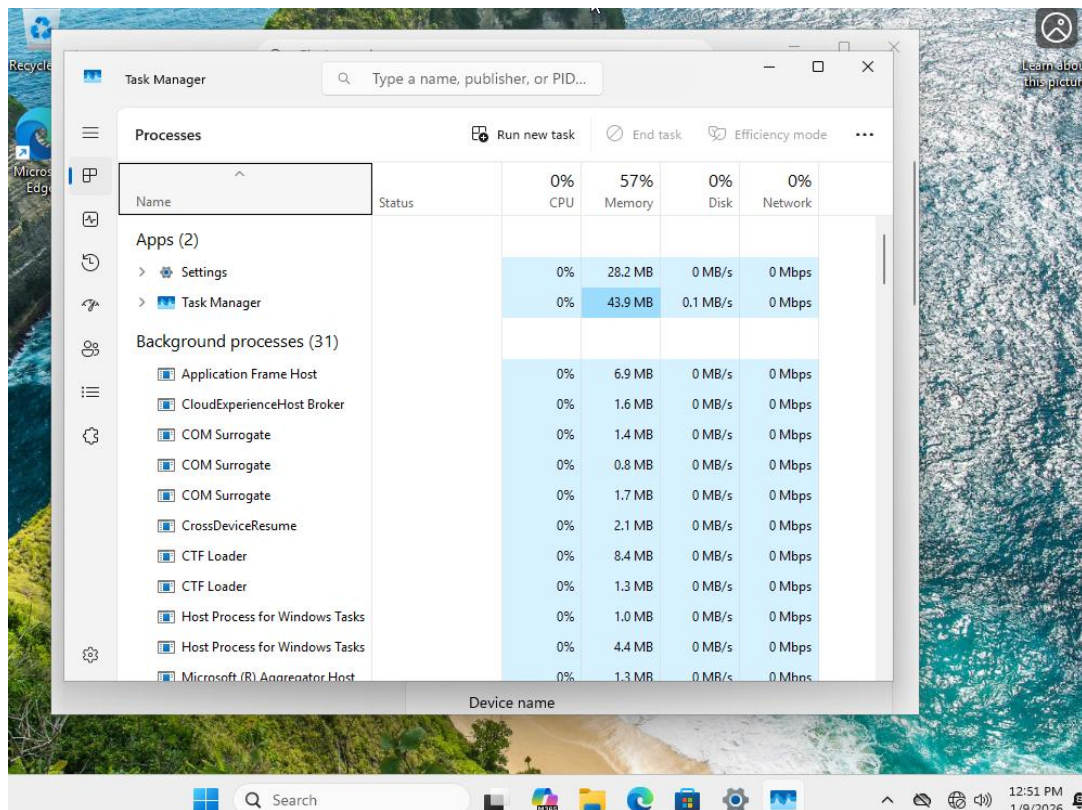 Recycle
Learn about
this picture
Micros
Edge
Task Manager
Type a name, publisher, or PID...
Processes
Run new task
End task
Efficiency mode
Name
Status
0% 57% 0% 0%
CPU Memory Disk Network
Apps (2)
Settings 0% 28.2 MB 0 MB/s 0 Mbps
Task Manager 0% 43.9 MB 0.1 MB/s 0 Mbps
Background processes (31)
Application Frame Host 0% 6.9 MB 0 MB/s 0 Mbps
CloudExperienceHost Broker 0% 1.6 MB 0 MB/s 0 Mbps
COM Surrogate 0% 1.4 MB 0 MB/s 0 Mbps
COM Surrogate 0% 0.8 MB 0 MB/s 0 Mbps
COM Surrogate 0% 1.7 MB 0 MB/s 0 Mbps
CrossDeviceResume 0% 2.1 MB 0 MB/s 0 Mbps
CTF Loader 0% 8.4 MB 0 MB/s 0 Mbps
CTF Loader 0% 1.3 MB 0 MB/s 0 Mbps
Host Process for Windows Tasks 0% 1.0 MB 0 MB/s 0 Mbps
Host Process for Windows Tasks 0% 4.4 MB 0 MB/s 0 Mbps
Microsoft (R) Aggregator Host 0% 1.3 MB 0 MB/s 0 Mbps
Device name
Search
M365
12:51 PM
1/9/2026